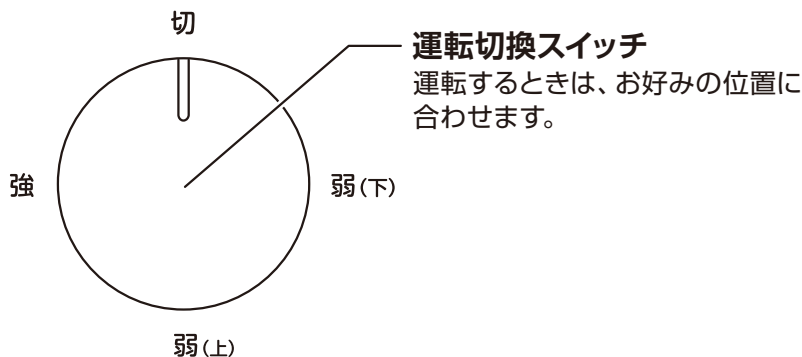 切
運転切換スイッチ
運転するときは、お好みの位置に
合わせます。
強
弱(下)
弱(上)